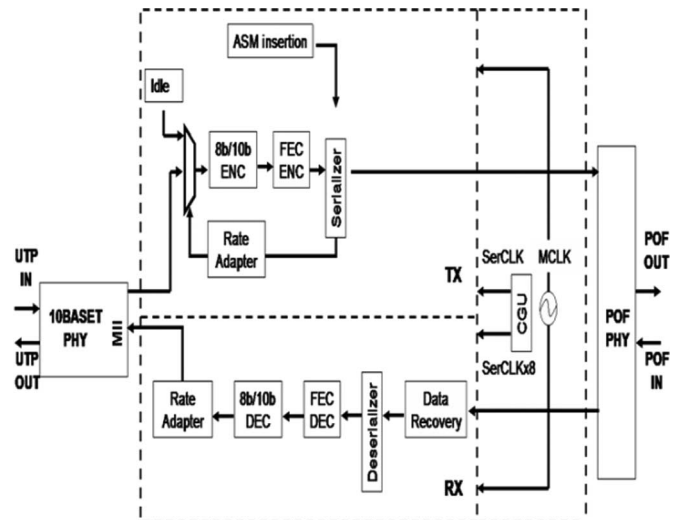 ASM insertion
Idle
8b/10b
ENC
FEC
ENC
Serializer
Rate
Adapter
UTP
IN
10BASET
PHY
MII
UTP
OUT
TX
SerCLK
MCLK
CGU
SerCLKx8
POF
PHY
POF
OUT
POF
IN
Rate
Adapter
8b/10b
DEC
FEC
DEC
Deserializer
Data
Recovery
RX